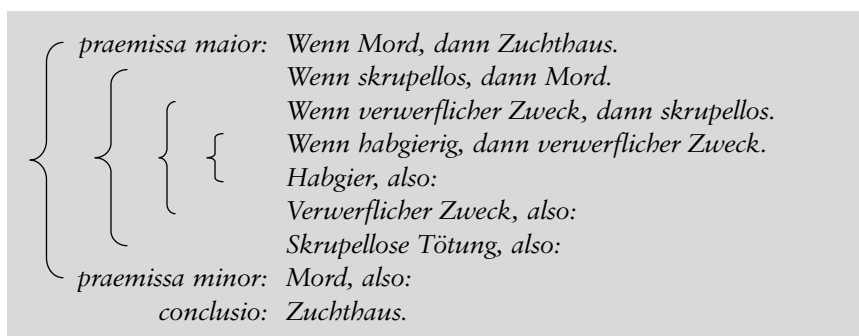 praemissa maior: Wenn Mord, dann Zuchthaus.
Wenn skrupellos, dann Mord.
Wenn verwerflicher Zweck, dann skrupellos.
Wenn habgierig, dann verwerflicher Zweck.
Habgier, also:
Verwerflicher Zweck, also:
Skrupellose Tötung, also:
praemissa minor: Mord, also:
conclusio: Zuchthaus.